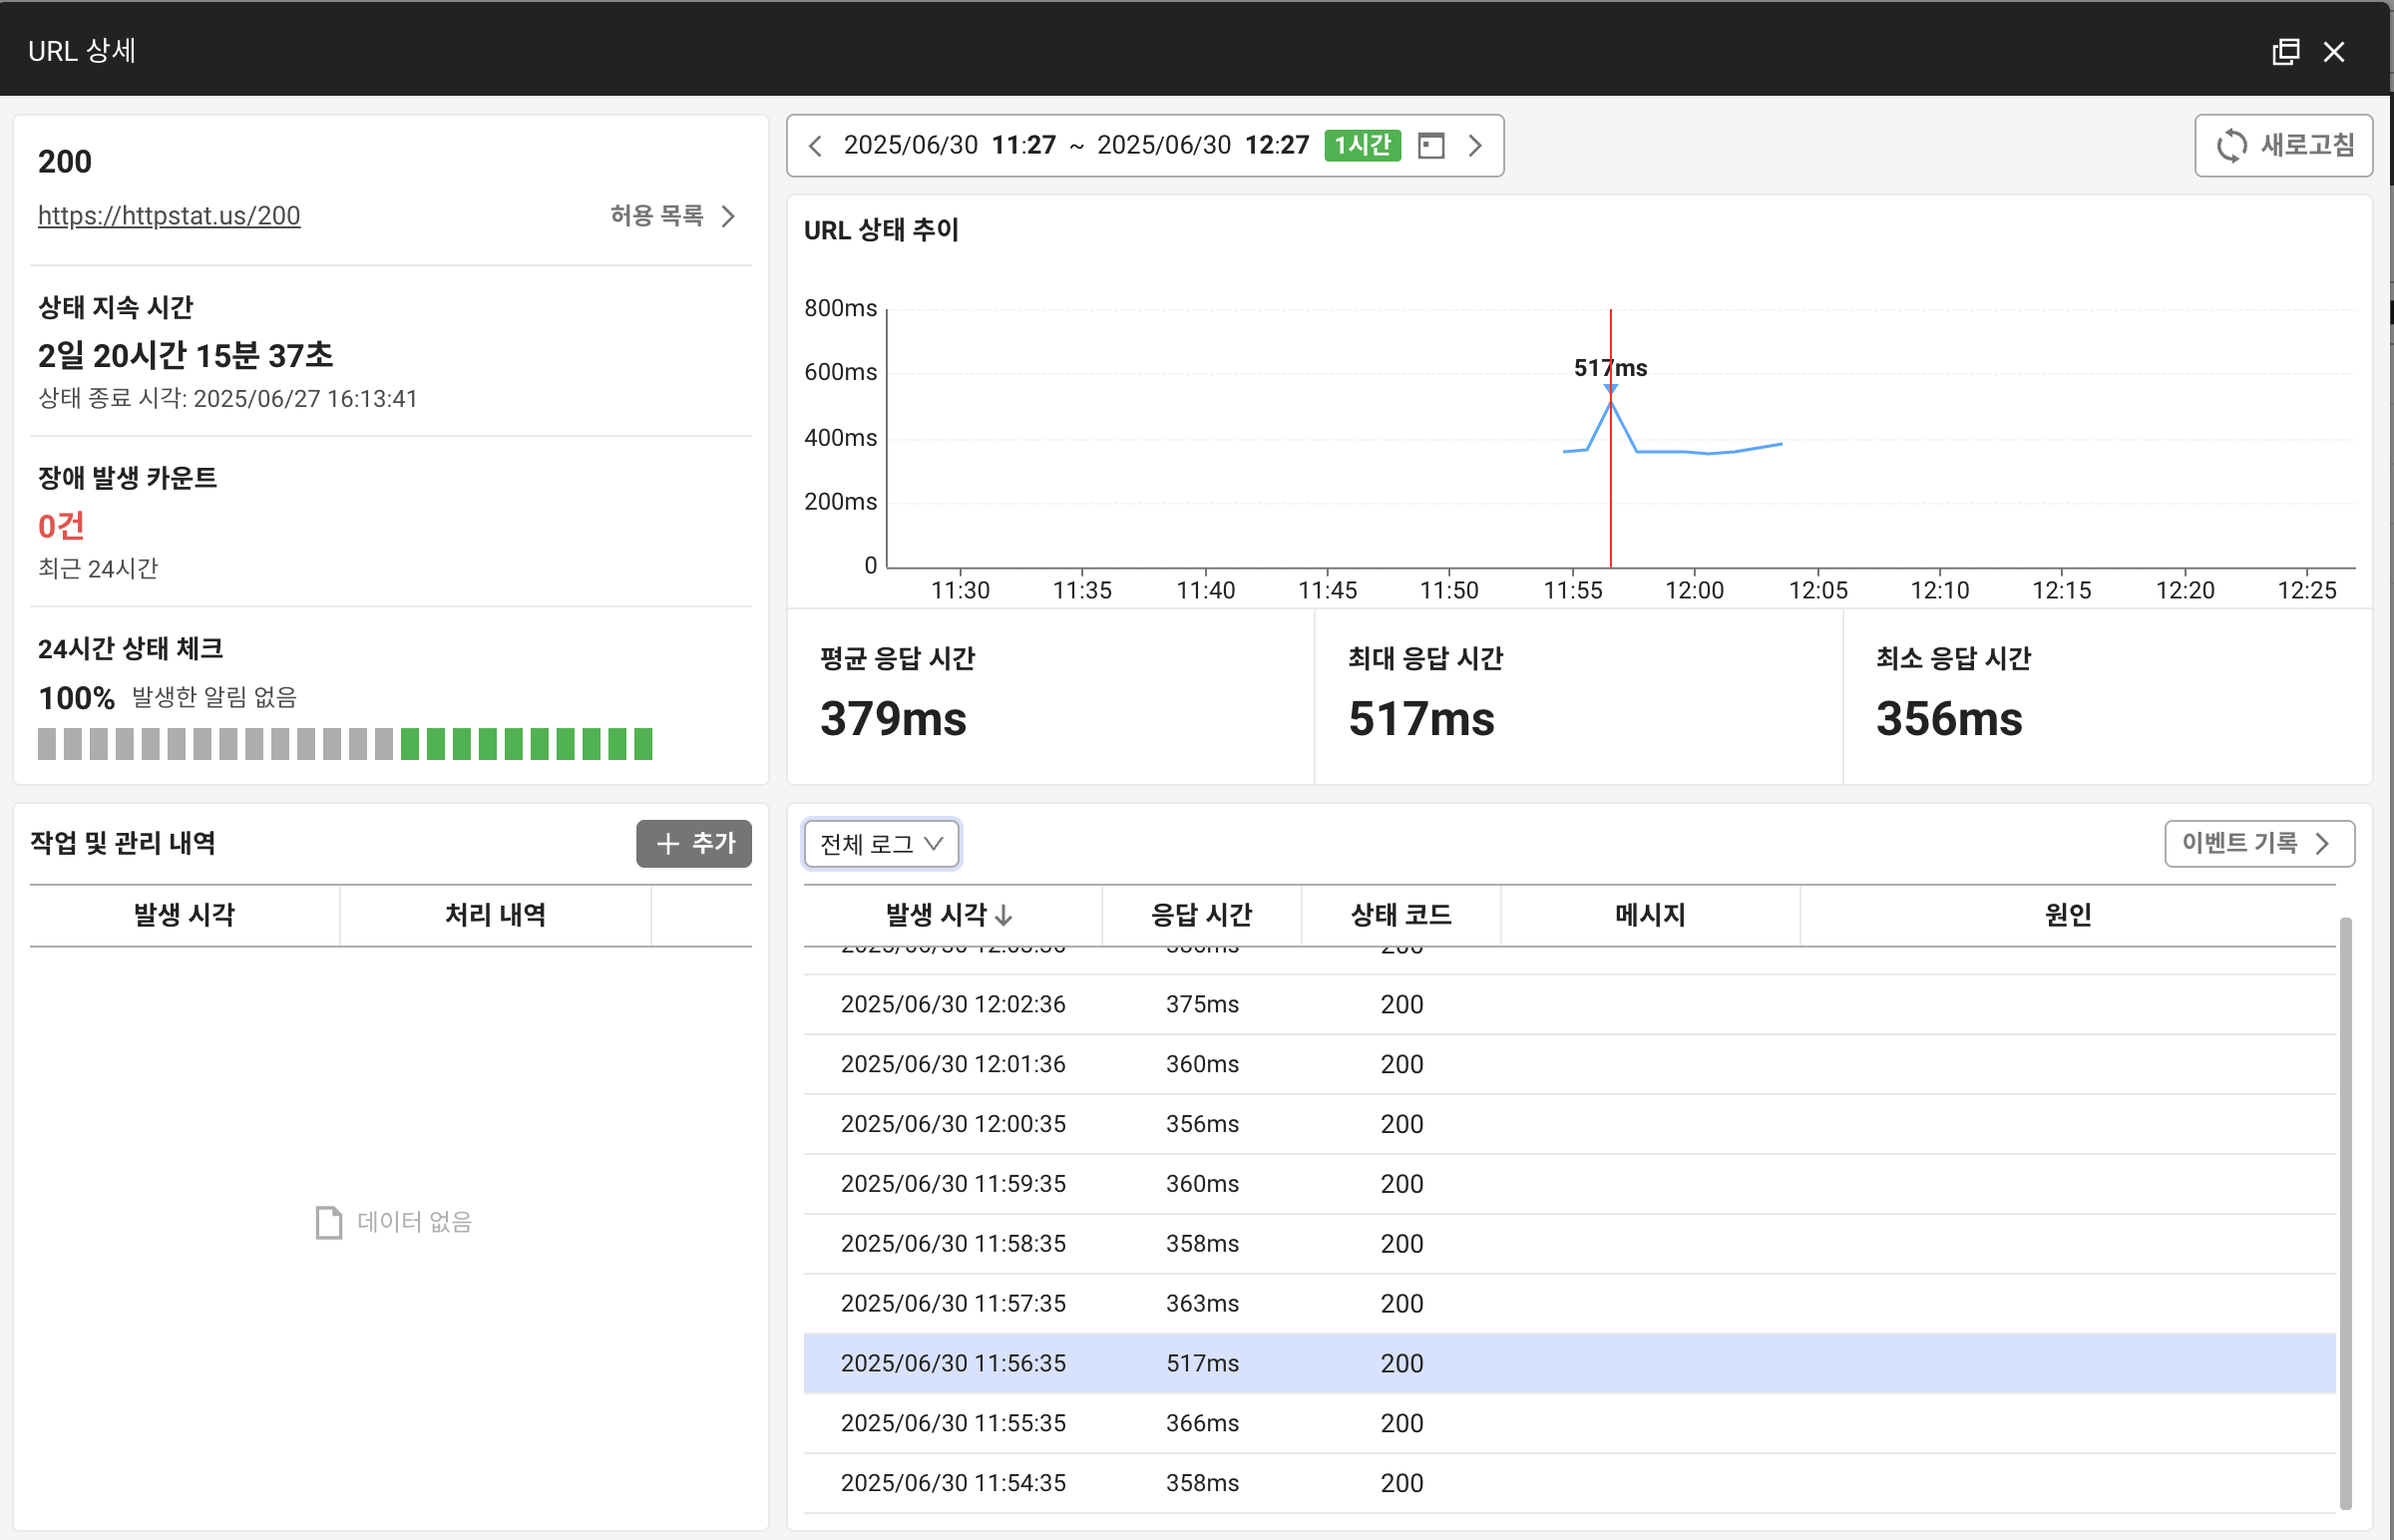 URL 상세
200
https://httpstat.us/200
허용 목록
상태 지속 시간
2일 20시간 15분 37초
상태 종료 시각: 2025/06/27 16:13:41
장애 발생 카운트
0건
최근 24시간
24시간 상태 체크
100% 발생한 알림 없음
2025/06/30 11:27 ~ 2025/06/30 12:27 1시간
새로고침
URL 상태 추이
800ms
600ms
400ms
200ms
0
517ms
11:30 11:35 11:40 11:45 11:50 11:55 12:00 12:05 12:10 12:15 12:20 12:25
평균 응답 시간
379ms
최대 응답 시간
517ms
최소 응답 시간
356ms
작업 및 관리 내역
추가
발생 시각 처리 내역
데이터 없음
전체 로그
이벤트 기록
발생 시각 응답 시간 상태 코드 메시지 원인
2025/06/30 12:02:36 375ms 200
2025/06/30 12:01:36 360ms 200
2025/06/30 12:00:35 356ms 200
2025/06/30 11:59:35 360ms 200
2025/06/30 11:58:35 358ms 200
2025/06/30 11:57:35 363ms 200
2025/06/30 11:56:35 517ms 200
2025/06/30 11:55:35 366ms 200
2025/06/30 11:54:35 358ms 200